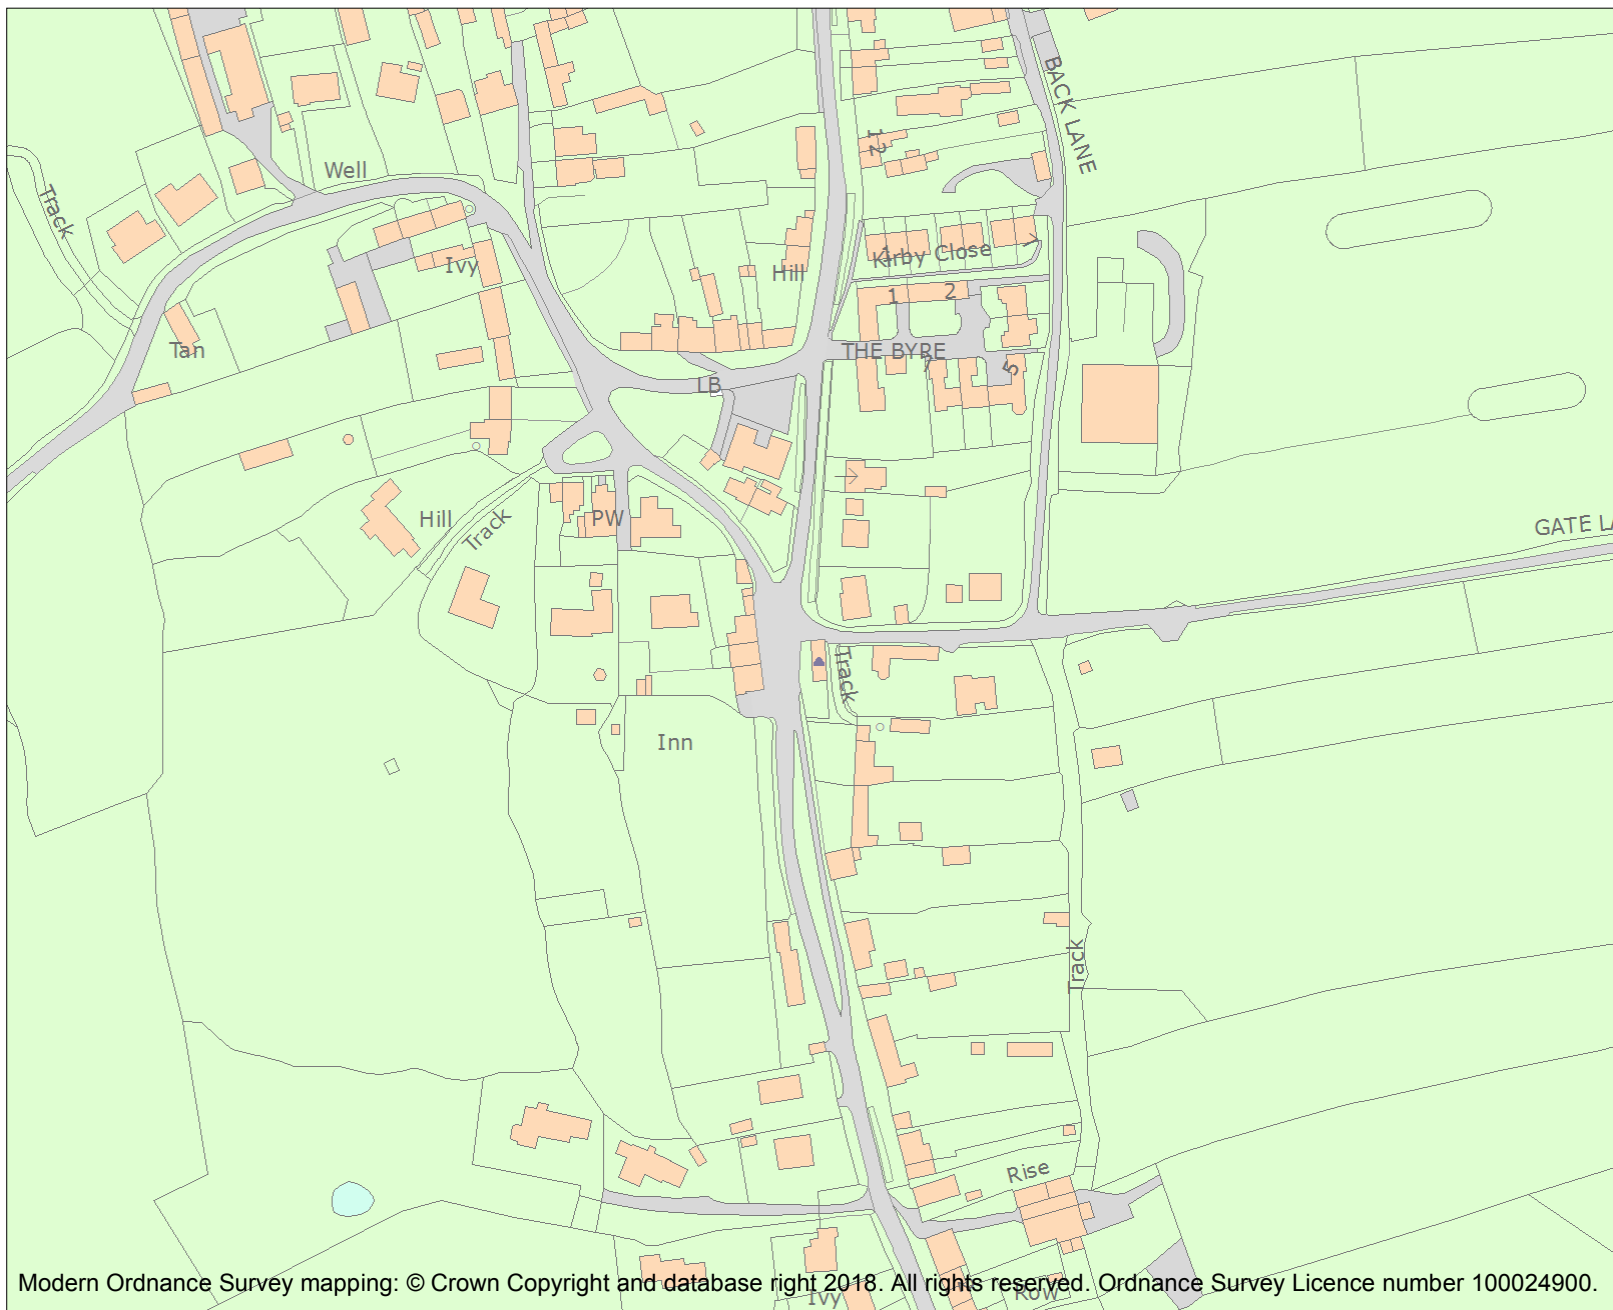 BACK LANE
12
Well
Track
Kirby Close
1
7
Ivy
Hill
1
2
Tan
THE BYRE
7
5
LB
Hill
Track
PW
GATE LA
Track
Inn
Track
Rise
Ivy
Row
Modern Ordnance Survey mapping: © Crown Copyright and database right 2018. All rights reserved. Ordnance Survey Licence number 100024900.